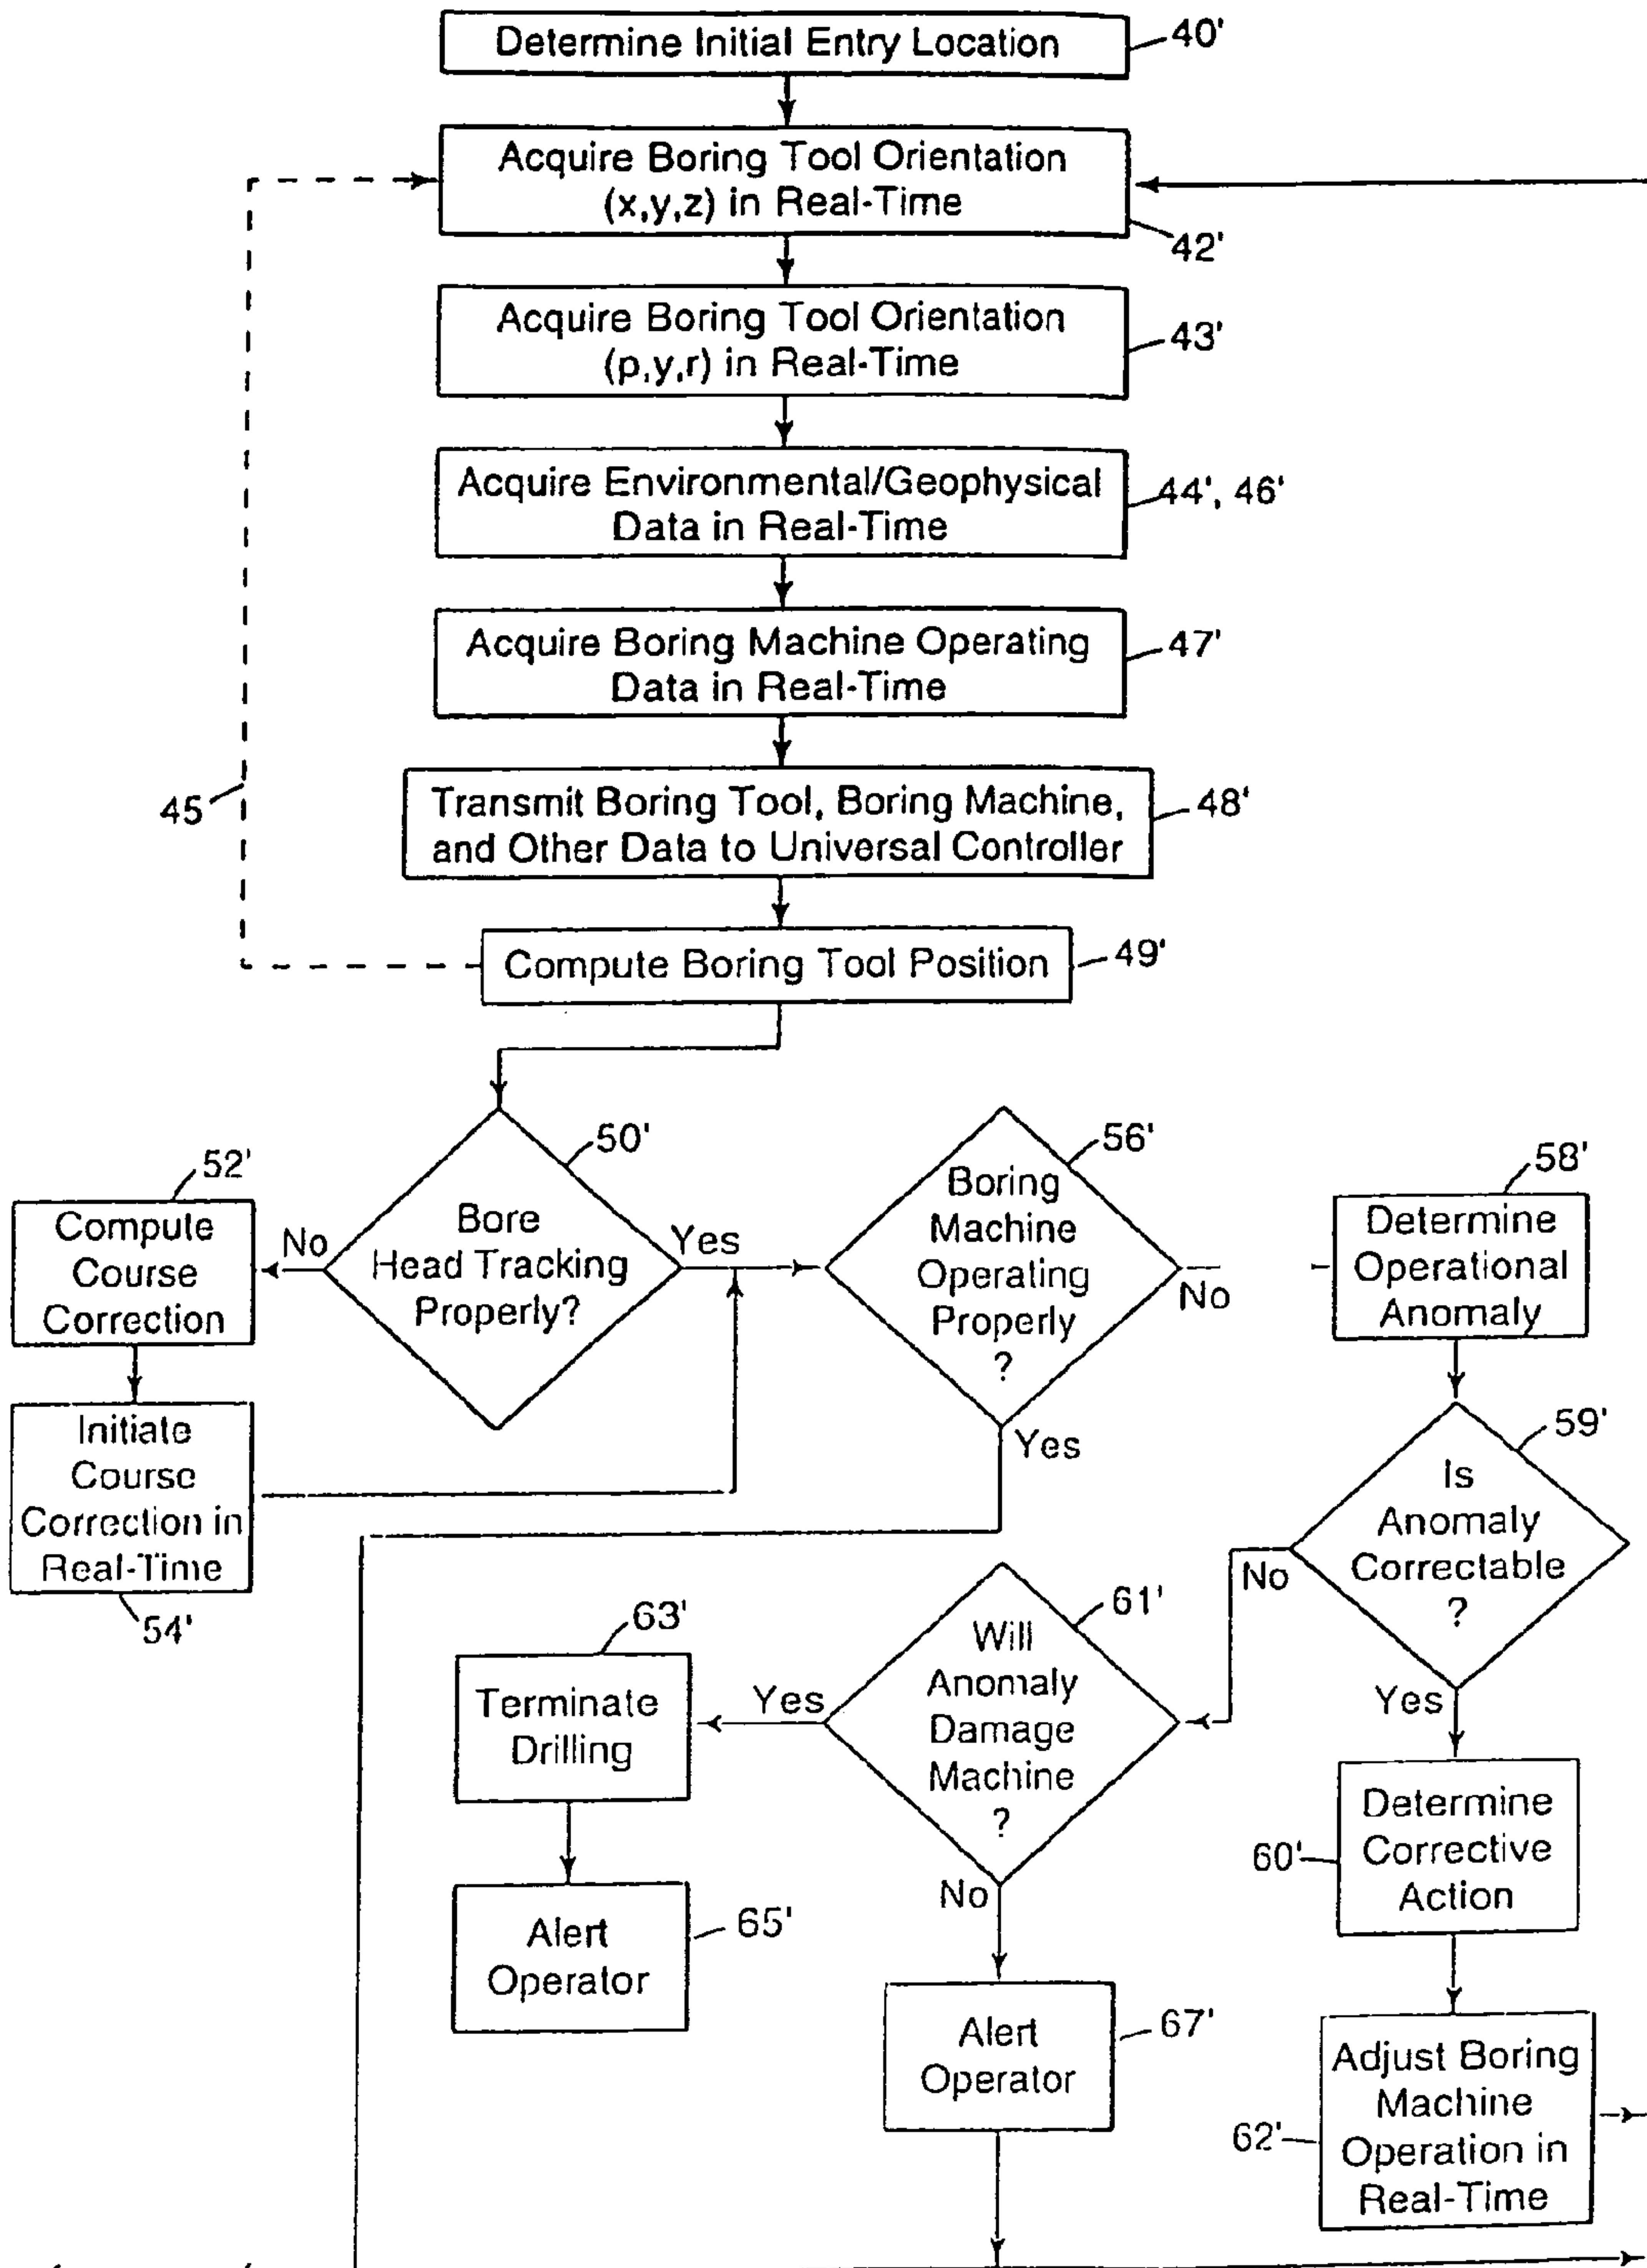 Determine Initial Entry Location
40'
Acquire Boring Tool Orientation
(x,y,z) in Real-Time
42'
Acquire Boring Tool Orientation
(p,y,r) in Real-Time
43'
Acquire Environmental/Geophysical
Data in Real-Time
44', 46'
Acquire Boring Machine Operating
Data in Real-Time
47'
45
Transmit Boring Tool, Boring Machine,
and Other Data to Universal Controller
48'
Compute Boring Tool Position
49'
50'
Bore
Head Tracking
Properly?
No
Yes
52'
Compute
Course
Correction
Initiate
Course
Correction in
Real-Time
54'
56'
Boring
Machine
Operating
Properly
?
No
Yes
58'
Determine
Operational
Anomaly
59'
Is
Anomaly
Correctable
?
No
Yes
61'
Will
Anomaly
Damage
Machine
?
Yes
No
63'
Terminate
Drilling
Alert
Operator
65'
Alert
Operator
67'
60'
Determine
Corrective
Action
62'
Adjust Boring
Machine
Operation in
Real-Time